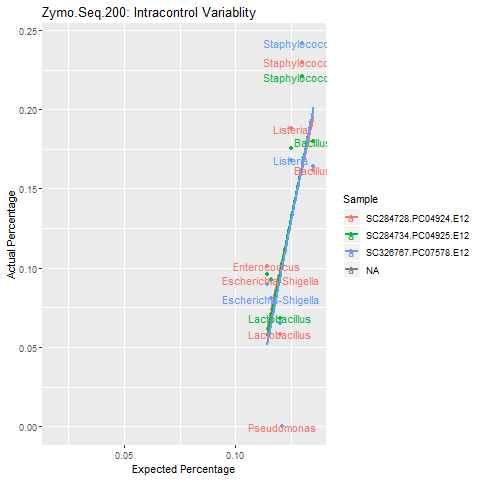 Zymo.Seq.200: Intracontrol Variablity
0.25
0.20
0.15
0.10
0.05
0.00
Actual Percentage
Staphylococ
Staphylococ
Staphylococ
Listeria
Bacillus
Listeria
Bacillus
Enterococcus
Escherichia-Shigella
Escherichia-Shigella
Lactobacillus
Lactobacillus
Pseudomonas
0.05
0.10
Expected Percentage
Sample
a SC284728.PC04924.E12
a SC284734.PC04925.E12
a SC326767.PC07578.E12
a NA